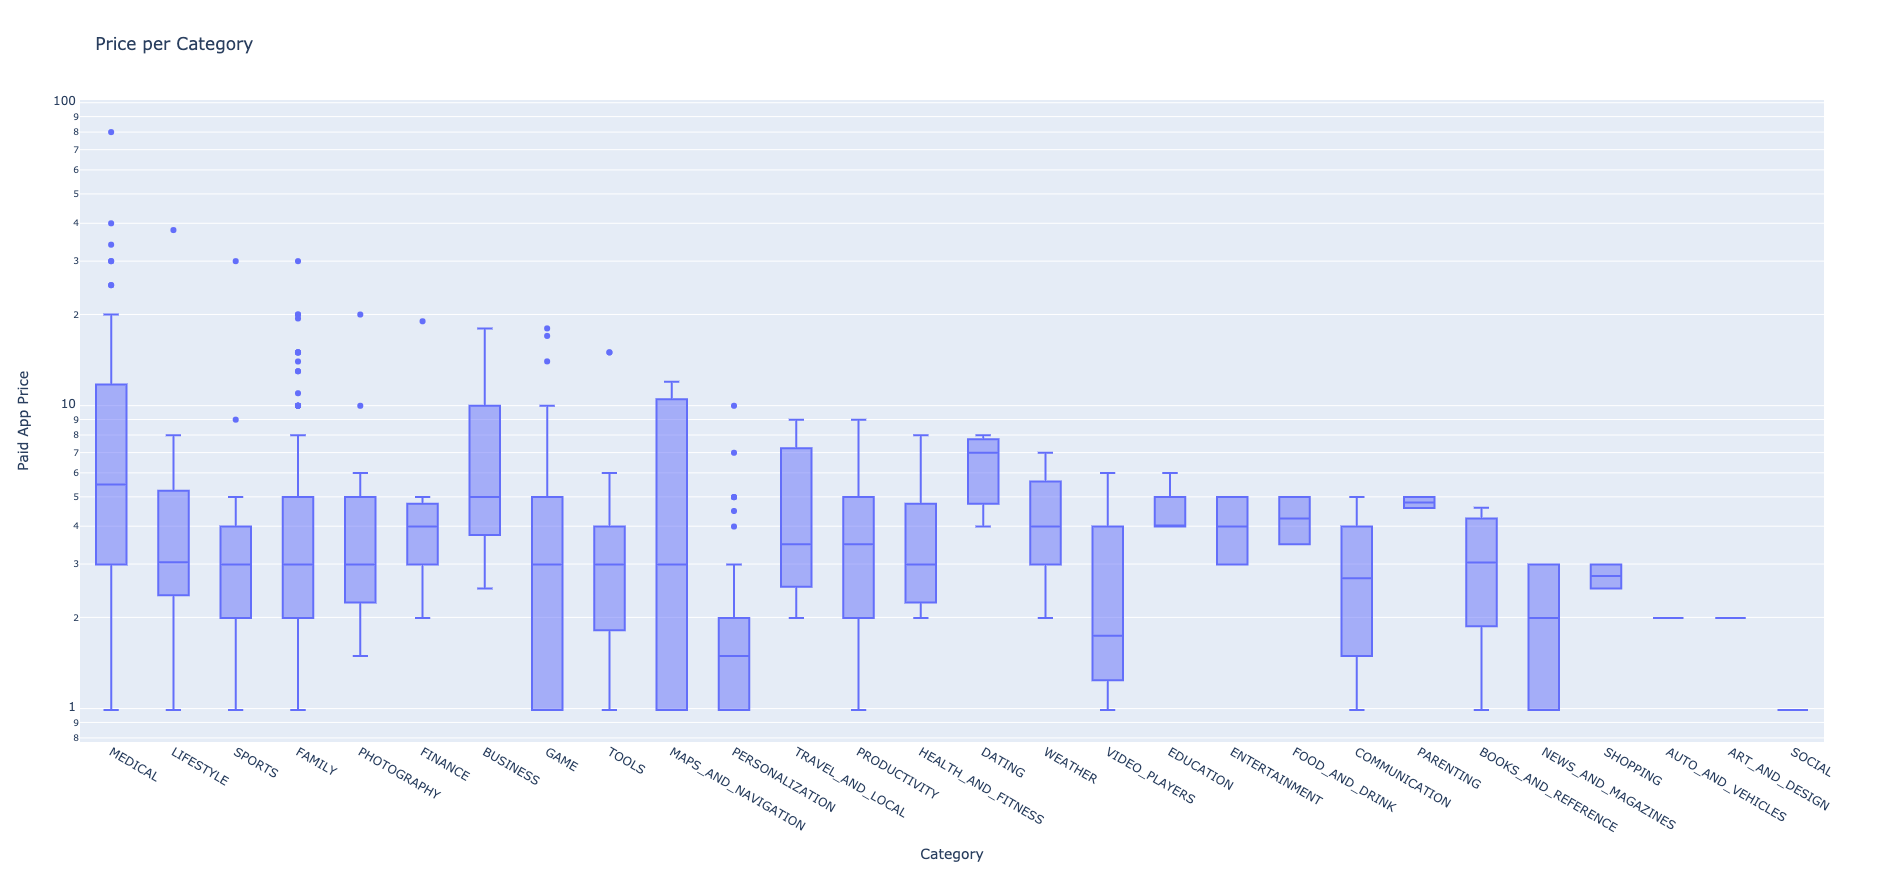 Price per Category
Paid App Price
100
9
8
7
6
5
4
3
2
10
9
8
7
6
5
4
3
2
1
9
8
MEDICAL
LIFESTYLE
SPORTS
FAMILY
PHOTOGRAPHY
FINANCE
BUSINESS
GAME
TOOLS
MAPS_AND_NAVIGATION
PERSONALIZATION
TRAVEL_AND_LOCAL
PRODUCTIVITY
HEALTH_AND_FITNESS
DATING
WEATHER
VIDEO_PLAYERS
EDUCATION
ENTERTAINMENT
FOOD_AND_DRINK
COMMUNICATION
PARENTING
BOOKS_AND_REFERENCE
NEWS_AND_MAGAZINES
SHOPPING
AUTO_AND_VEHICLES
ART_AND_DESIGN
SOCIAL
Category